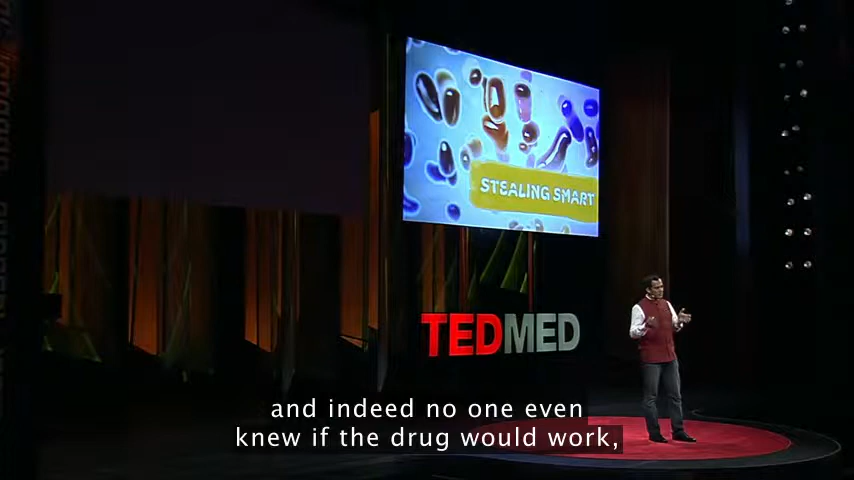 STEALING SMART
TEDMED
and indeed no one even
knew if the drug would work,